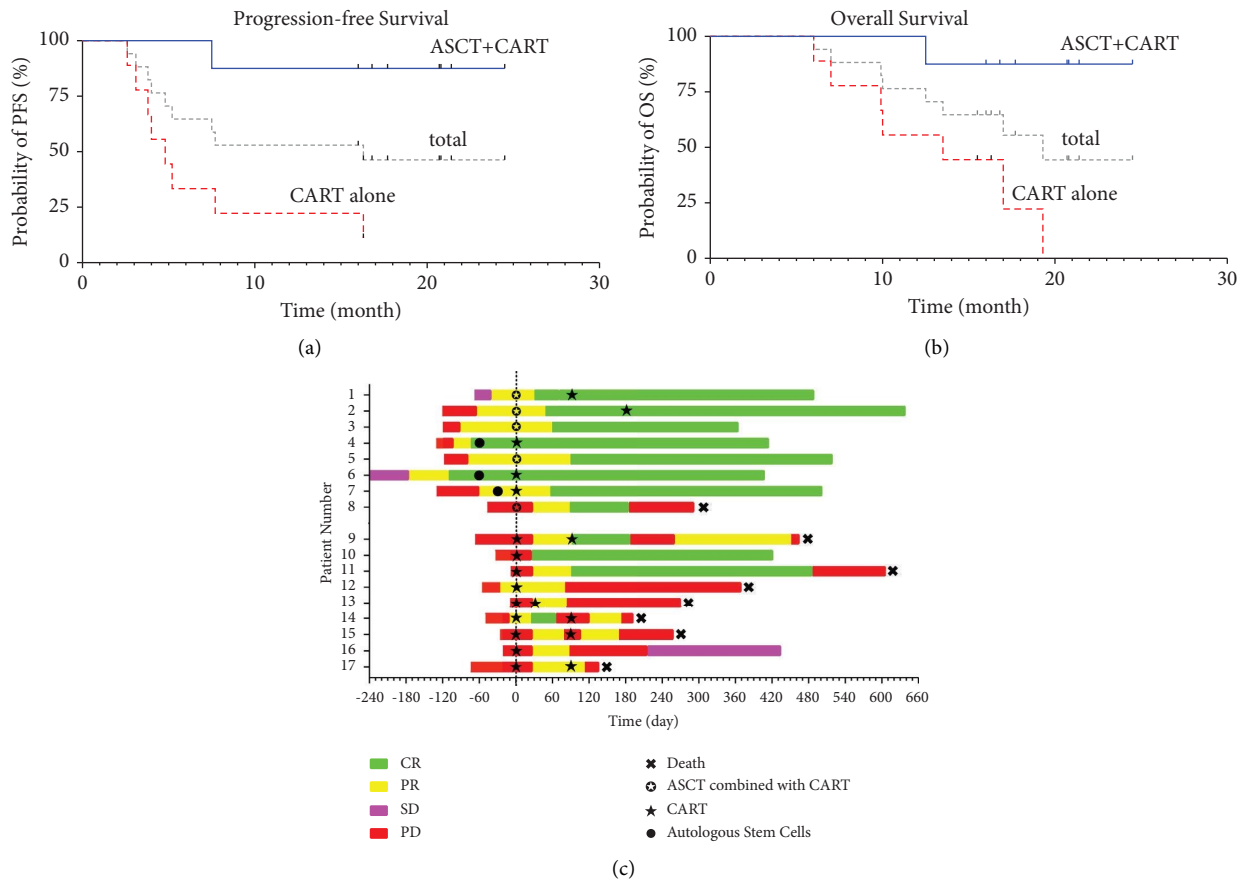 Progression-free Survival
100
75
50
25
0
Probability of PFS (%)
ASCT+CART
total
CART alone
0 10 20 30
Time (month)
(a)
Overall Survival
100
75
50
25
0
Probability of OS (%)
ASCT+CART
total
CART alone
0 10 20 30
Time (month)
(b)
Patient Number
1
2
3
4
5
6
7
8
9
10
11
12
13
14
15
16
17
-240 -180 -120 -60 0 60 120 180 240 300 360 420 480 540 600 660
Time (day)
CR
PR
SD
PD
Death
ASCT combined with CART
CART
Autologous Stem Cells
(c)